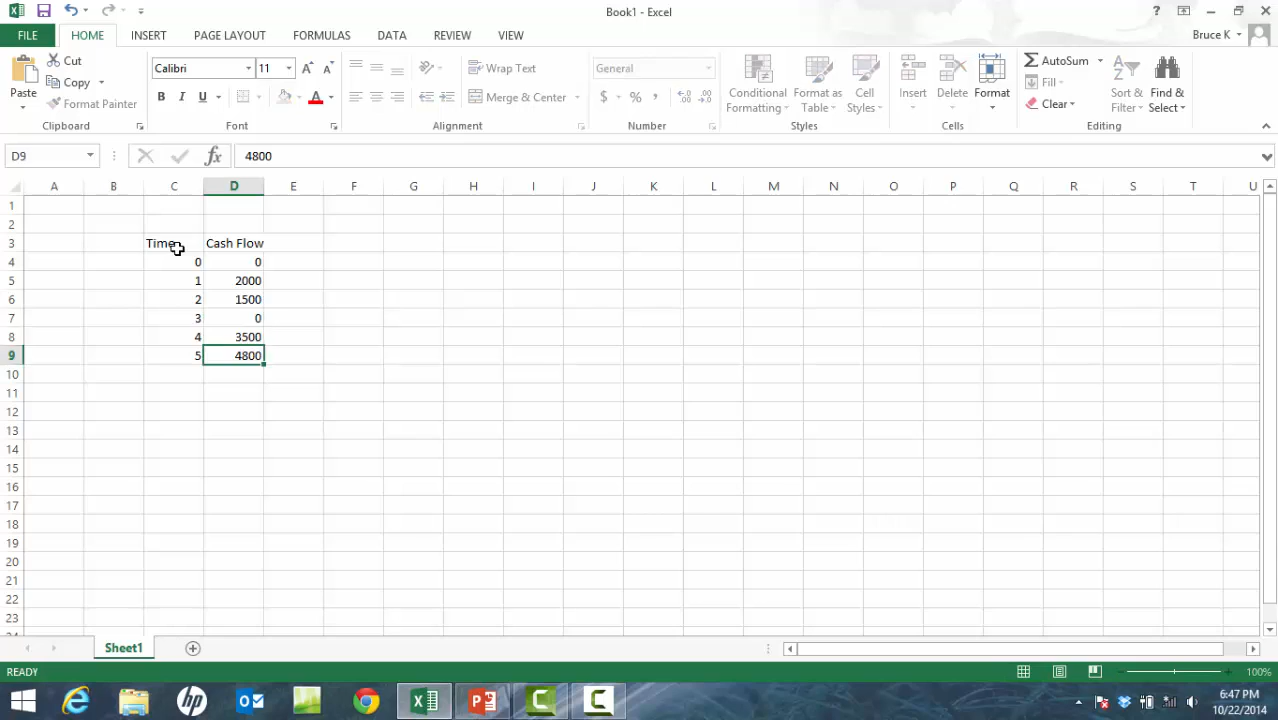 Book1 - Excel
?
FILE HOME INSERT PAGE LAYOUT FORMULAS DATA REVIEW VIEW
Bruce K
Paste
Cut
Copy
Format Painter
Clipboard
Calibri 11
B I U A
Font
Wrap Text
Merge & Center
Alignment
General
$ % ,
Number
Conditional Formatting
Format as Table
Cell Styles
Styles
Insert
Delete
Format
Cells
AutoSum
Fill
Clear
Sort & Filter
Find & Select
Editing
D9 fx 4800
A B C D E F G H I J K L M N O P Q R S T U
1
2
3 Time Cash Flow
4 0 0
5 1 2000
6 2 1500
7 3 0
8 4 3500
9 5 4800
10
11
12
13
14
15
16
17
18
19
20
21
22
23
24
Sheet1
READY
100%
6:47 PM
10/22/2014